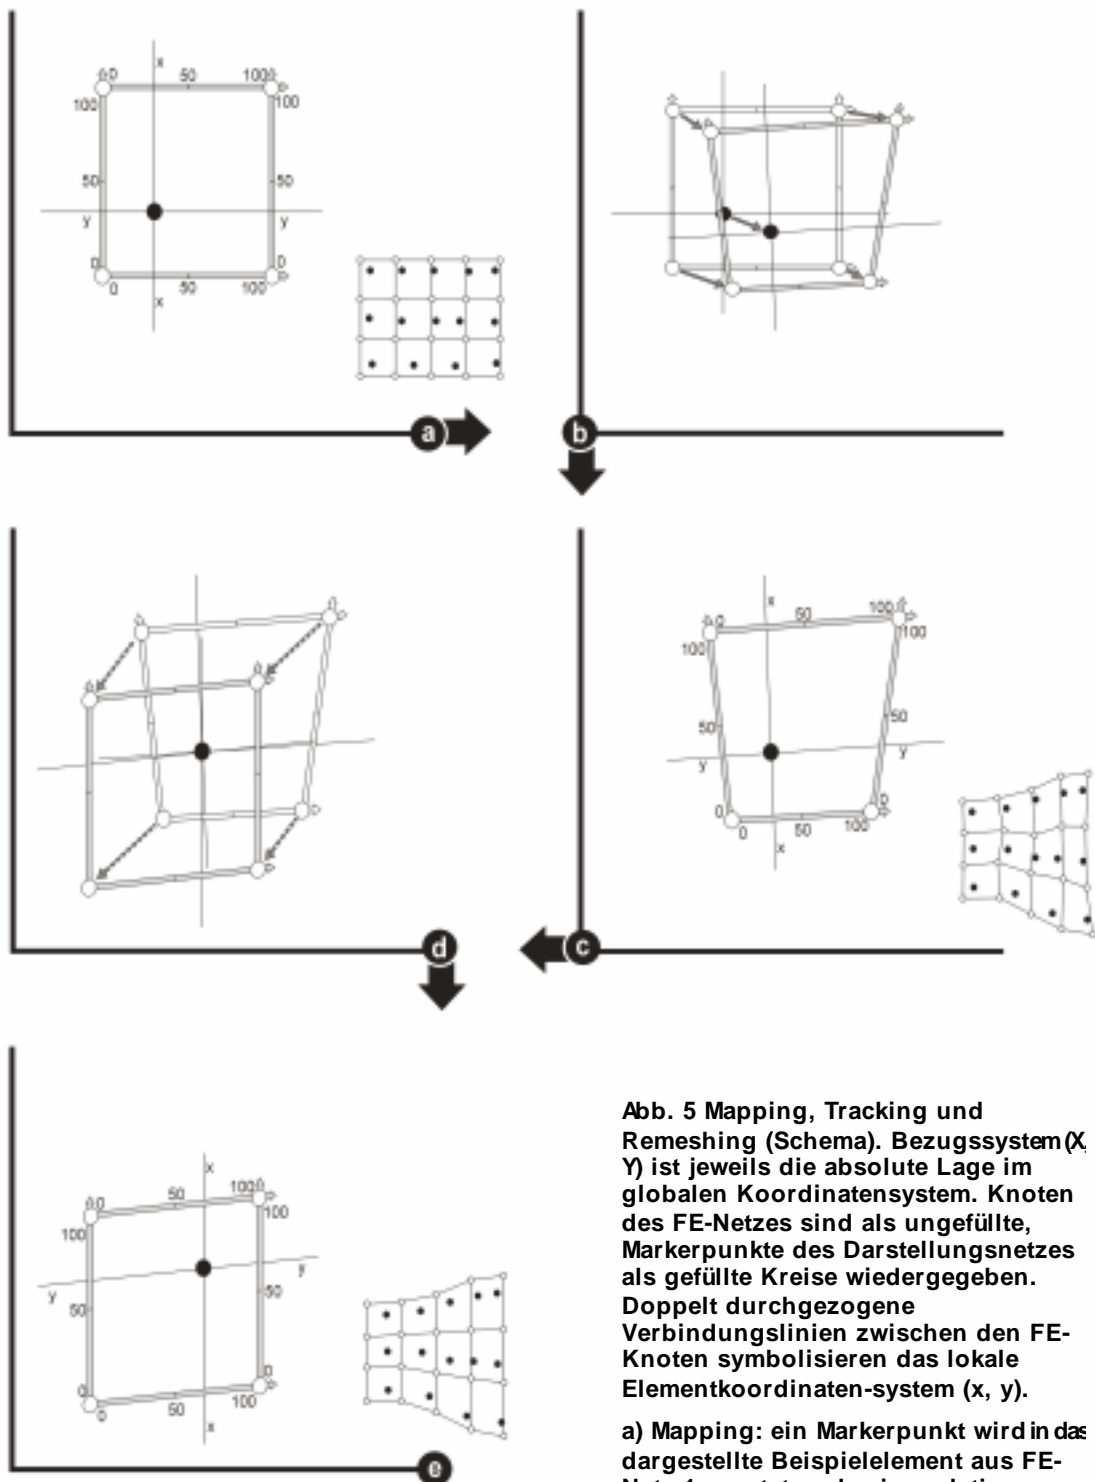 x
0
50
100
100
100
50
50
y
y
0
0
0
50
100
x
a
b
x
0
50
100
100
100
50
50
y
y
0
0
0
50
100
x
d
c
x
0
50
100
100
100
y
50
y
50
0
0
0
50
100
x
e
Abb. 5 Mapping, Tracking und
Remeshing (Schema). Bezugssystem (X,
Y) ist jeweils die absolute Lage im
globalen Koordinatensystem. Knoten
des FE-Netzes sind als ungefüllte,
Markerpunkte des Darstellungsnetzes
als gefüllte Kreise wiedergegeben.
Doppelt durchgezogene
Verbindungslinien zwischen den FE-
Knoten symbolisieren das lokale
Elementkoordinaten-system (x, y).
a) Mapping: ein Markerpunkt wird in das
dargestellte Beispielelement aus FE-